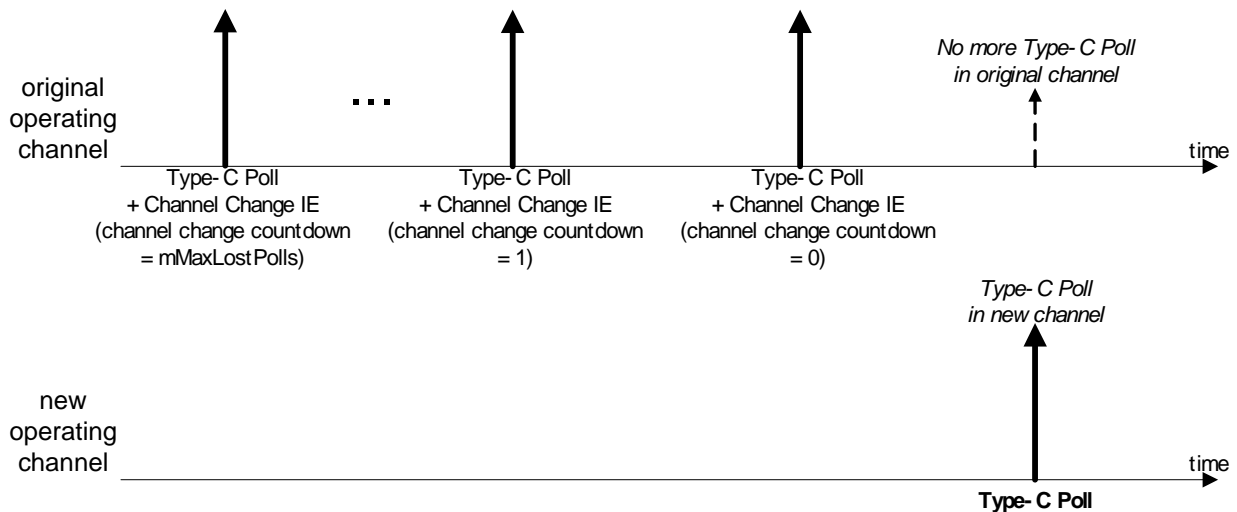 No more Type-C Poll
in original channel
original
operating
channel
...
time
Type-C Poll
+ Channel Change IE
(channel change countdown
= mMaxLostPolls)
Type-C Poll
+ Channel Change IE
(channel change countdown
= 1)
Type-C Poll
+ Channel Change IE
(channel change countdown
= 0)
Type-C Poll
in new channel
new
operating
channel
time
Type-C Poll